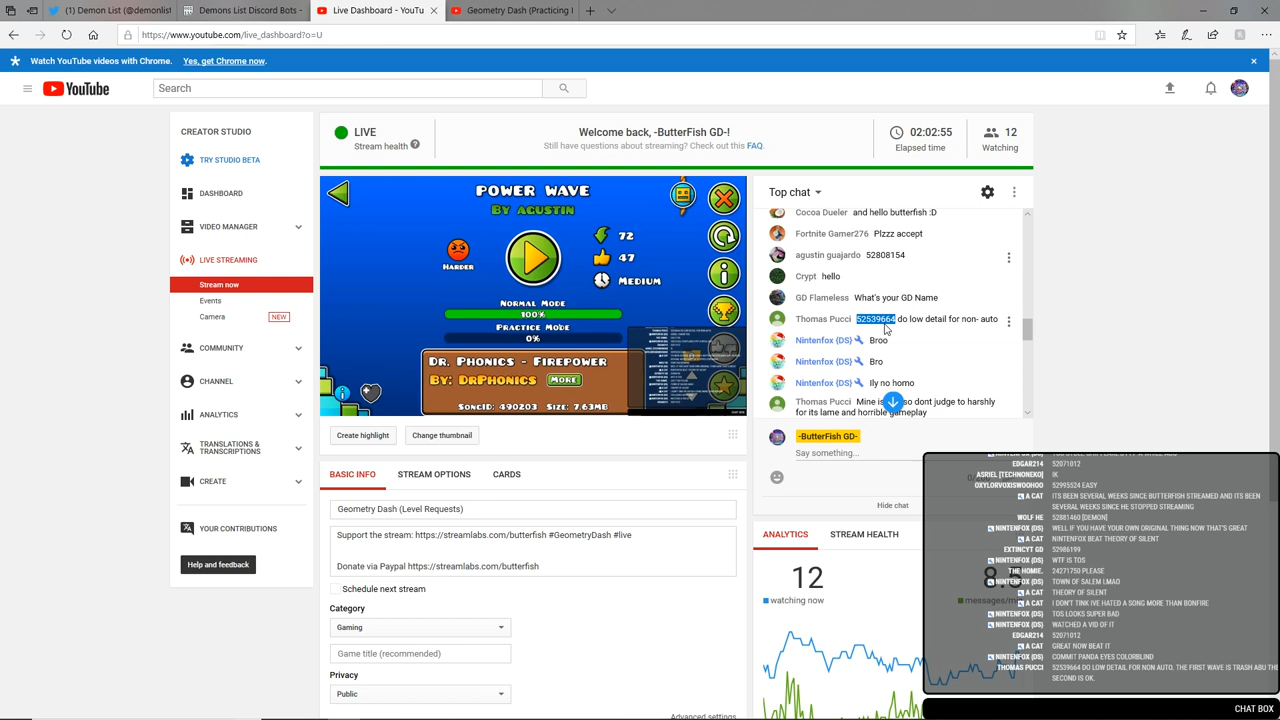 (1) Demon List (@demonlist
Demons List Discord Bots -
Live Dashboard - YouTu
Geometry Dash (Practicing I
https://www.youtube.com/live_dashboard?o=U
Watch YouTube videos with Chrome. Yes, get Chrome now.
YouTube
Search
CREATOR STUDIO
TRY STUDIO BETA
DASHBOARD
VIDEO MANAGER
LIVE STREAMING
Stream now
Events
Camera NEW
COMMUNITY
CHANNEL
ANALYTICS
TRANSLATIONS &
TRANSCRIPTIONS
CREATE
YOUR CONTRIBUTIONS
Help and feedback
LIVE
Stream health
Welcome back, -ButterFish GD-!
Still have questions about streaming? Check out this FAQ.
02:02:55
Elapsed time
12
Watching
POWER WAVE
BY AGUSTIN
HARDER
72
47
MEDIUM
NORMAL MODE
100%
PRACTICE MODE
0%
DR. PHONICS - FIREPOWER
BY: DRPHONICS MORE
SONGID: 490203 SIZE: 7.63MB
Create highlight
Change thumbnail
BASIC INFO
STREAM OPTIONS
CARDS
Geometry Dash (Level Requests)
Support the stream: https://streamlabs.com/butterfish #GeometryDash #live
Donate via Paypal https://streamlabs.com/butterfish
Schedule next stream
Category
Gaming
Game title (recommended)
Privacy
Public
Advanced settings
Top chat
Cocoa Dueler and hello butterfish :D
Fortnite Gamer276 Plzzz accept
agustin guajardo 52808154
Crypt hello
GD Flameless What's your GD Name
Thomas Pucci 52539664 do low detail for non- auto
Nintenfox {DS} Broo
Nintenfox {DS} Bro
Nintenfox {DS} Ily no homo
Thomas Pucci Mine is so dont judge to harshly
for its lame and horrible gameplay
-ButterFish GD-
Say something...
Hide chat
ANALYTICS
STREAM HEALTH
12
watching now
8.5
messages/m
EDGAR214 52071012
ASRIEL [TECHNONEKO] IK
OXYLORVOXISWOOHOO 52995524 EASY
A CAT ITS BEEN SEVERAL WEEKS SINCE BUTTERFISH STREAMED AND ITS BEEN
SEVERAL WEEKS SINCE HE STOPPED STREAMING
WOLF HE 52881460 [DEMON]
NINTENFOX {DS} WELL IF YOU HAVE YOUR OWN ORIGINAL THING NOW THAT'S GREAT
A CAT NINTENFOX BEAT THEORY OF SILENT
EXTINCYT GD 52986199
NINTENFOX {DS} WTF IS TOS
THE HOMIE. 24271750 PLEASE
NINTENFOX {DS} TOWN OF SALEM LMAO
A CAT THEORY OF SILENT
A CAT I DON'T TINK IVE HATED A SONG MORE THAN BONFIRE
NINTENFOX {DS} TOS LOOKS SUPER BAD
NINTENFOX {DS} WATCHED A VID OF IT
EDGAR214 52071012
A CAT GREAT NOW BEAT IT
NINTENFOX {DS} COMMIT PANDA EYES COLORBLIND
THOMAS PUCCI 52539664 DO LOW DETAIL FOR NON AUTO. THE FIRST WAVE IS TRASH ABU THE
SECOND IS OK.
CHAT BOX